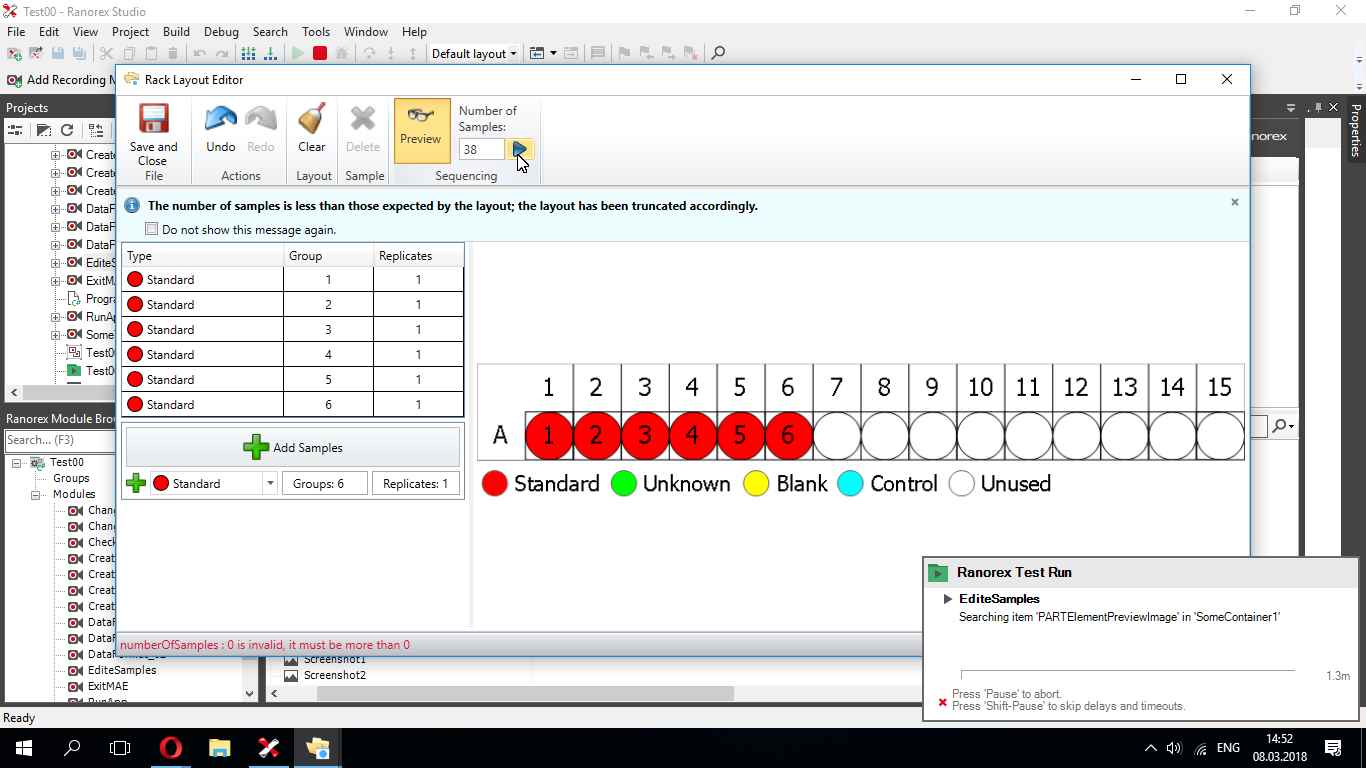 Test00 - Ranorex Studio
File Edit View Project Build Debug Search Tools Window Help
Default layout
Add Recording M
Rack Layout Editor
Projects
Properties
Save and Close
Undo
Redo
Clear
Delete
Preview
Number of Samples:
38
File
Actions
Layout
Sample
Sequencing
norex
The number of samples is less than those expected by the layout; the layout has been truncated accordingly.
Do not show this message again.
Create
Create
Create
DataF
DataF
DataF
EditeS
ExitM
Progra
RunAp
Some
Test0
Test0
Type Group Replicates
Standard 1 1
Standard 2 1
Standard 3 1
Standard 4 1
Standard 5 1
Standard 6 1
Add Samples
Standard Groups: 6 Replicates: 1
1 2 3 4 5 6 7 8 9 10 11 12 13 14 15
A 1 2 3 4 5 6
Standard Unknown Blank Control Unused
Ranorex Module Bro
Search... (F3)
Test00
Groups
Modules
Chan
Chan
Check
Creat
Creat
Creat
Creat
DataF
DataF
EditeSamples
ExitMAE
numberOfSamples : 0 is invalid, it must be more than 0
Screenshot1
Screenshot2
Ranorex Test Run
EditeSamples
Searching item 'PARTElementPreviewImage' in 'SomeContainer1'
1.3m
Press 'Pause' to abort.
Press 'Shift-Pause' to skip delays and timeouts.
Ready
ENG
14:52
08.03.2018